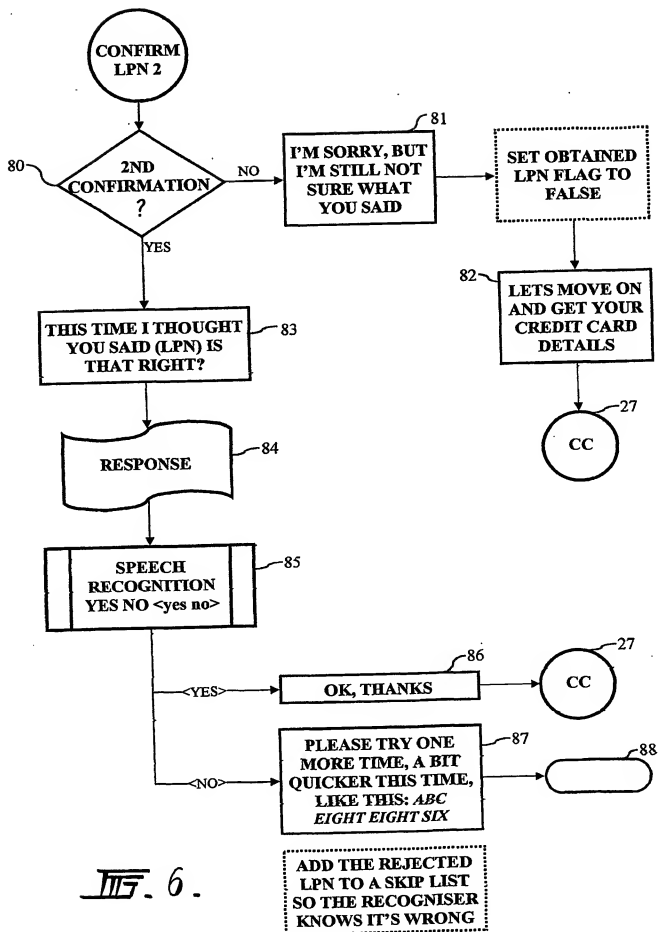 CONFIRM
LPN 2
80
2ND
CONFIRMATION
?
NO
YES
81
I'M SORRY, BUT
I'M STILL NOT
SURE WHAT
YOU SAID
SET OBTAINED
LPN FLAG TO
FALSE
82
LETS MOVE ON
AND GET YOUR
CREDIT CARD
DETAILS
27
CC
THIS TIME I THOUGHT
YOU SAID (LPN) IS
THAT RIGHT?
83
RESPONSE
84
SPEECH
RECOGNITION
YES NO <yes no>
85
<YES>
86
OK, THANKS
27
CC
<NO>
PLEASE TRY ONE
MORE TIME, A BIT
QUICKER THIS TIME,
LIKE THIS: ABC
EIGHT EIGHT SIX
87
88
ADD THE REJECTED
LPN TO A SKIP LIST
SO THE RECOGNISER
KNOWS IT'S WRONG
FIG. 6.